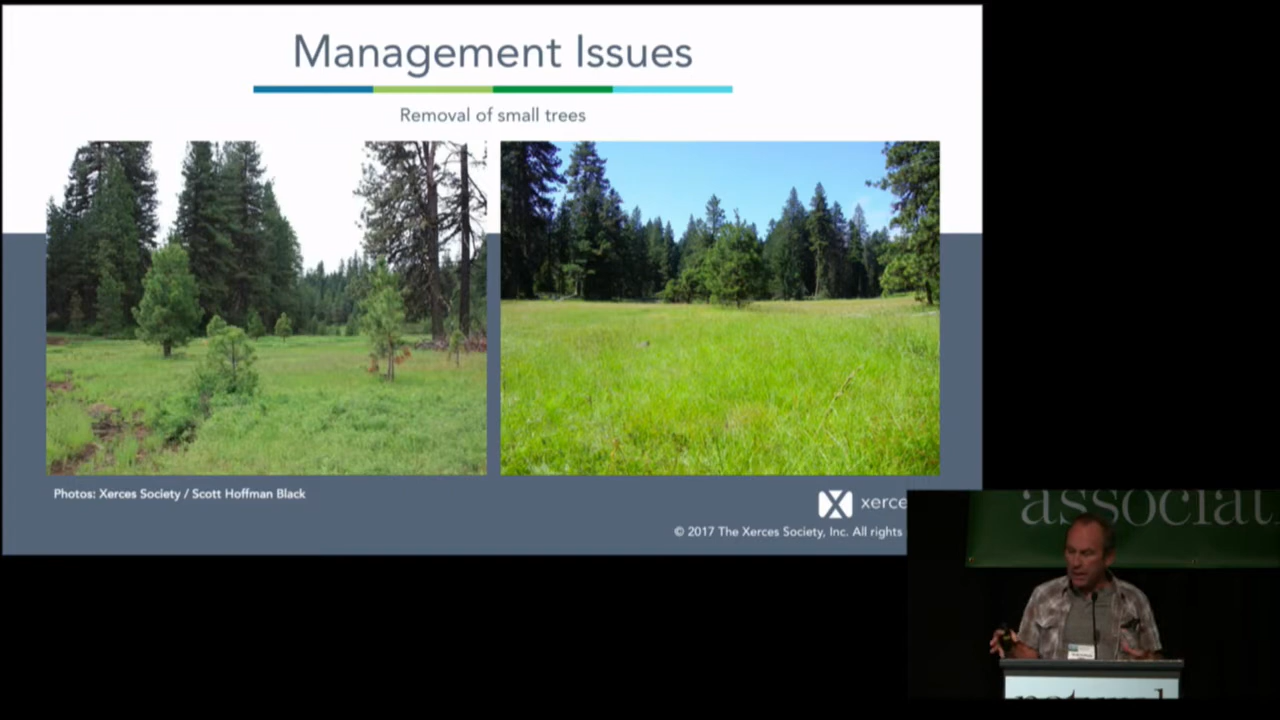 Management Issues
Removal of small trees
Photos: Xerces Society / Scott Hoffman Black
xerce
© 2017 The Xerces Society, Inc. All rights
associat
natural